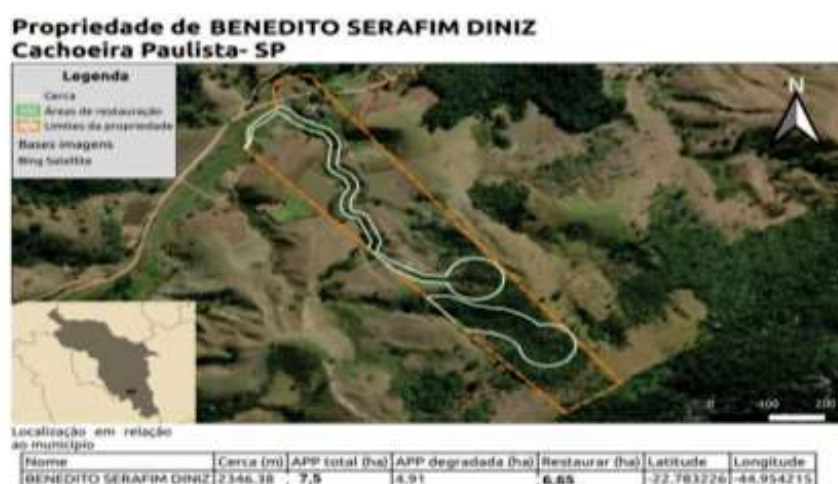 Propriedade de BENEDITO SERAFIM DINIZ
Cachoeira Paulista- SP
Legenda
Cerca
Áreas de restauração
Limites da propriedade
Bases imagens
Bing Satellite
N
0 400 200
Localização em relação
ao município
Nome Cerca (m) APP total (ha) APP degradada (ha) Restaurar (ha) Latitude Longitude
BENEDITO SERAFIM DINIZ 2346.38 7,5 4.91 6.65 -22.783226 -44.954215